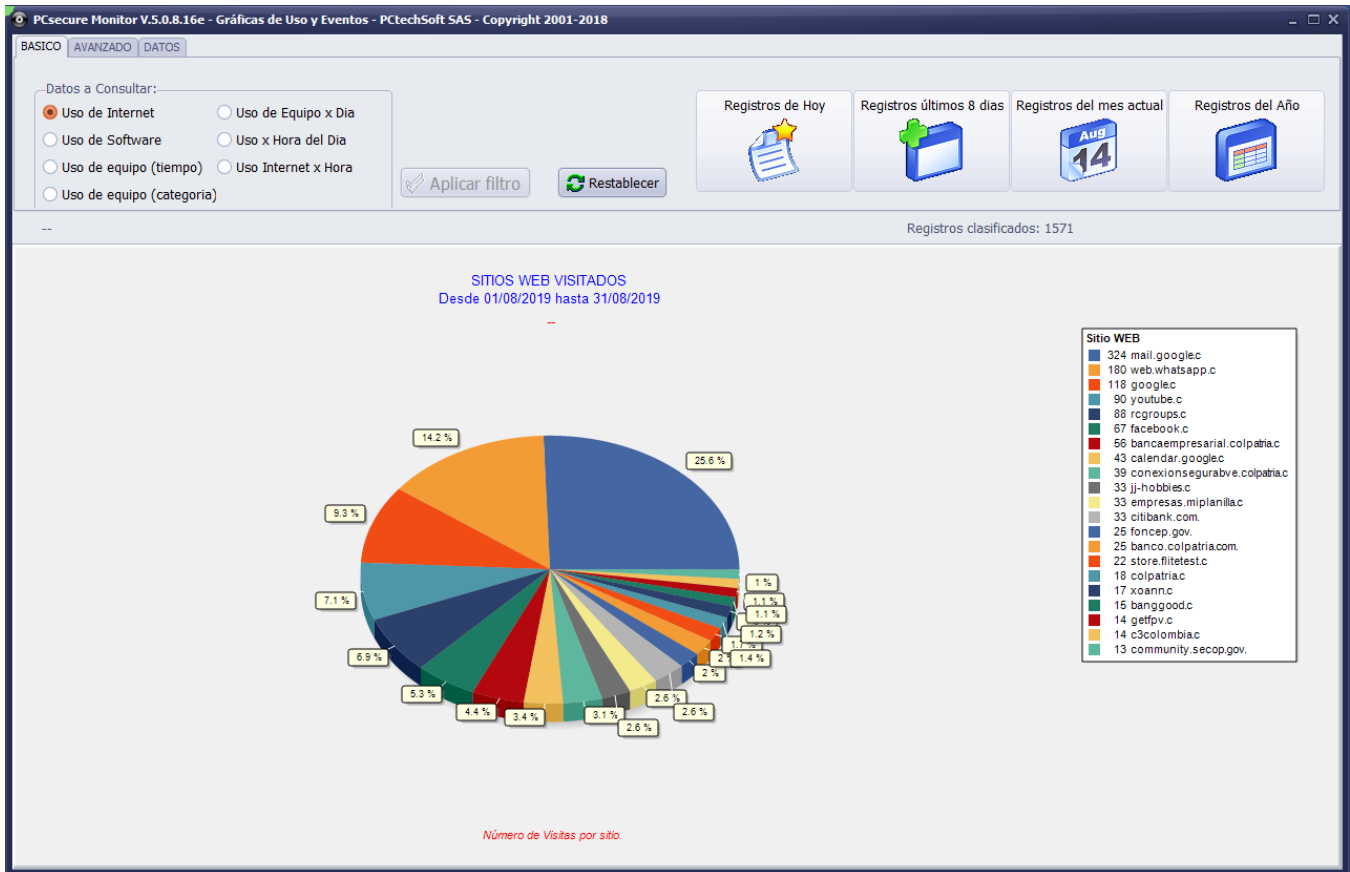 PCsecure Monitor V.5.0.8.16e - Gráficas de Uso y Eventos - PCtechSoft SAS - Copyright 2001-2018
BASICO AVANZADO DATOS
Datos a Consultar:
Uso de Internet Uso de Equipo x Dia
Uso de Software Uso x Hora del Dia
Uso de equipo (tiempo) Uso Internet x Hora
Uso de equipo (categoria)
Aplicar filtro Restablecer
Registros de Hoy Registros últimos 8 dias Registros del mes actual Registros del Año
Aug
14
-- Registros clasificados: 1571
SITIOS WEB VISITADOS
Desde 01/08/2019 hasta 31/08/2019
--
Sitio WEB
324 mail.google.c
180 web.whatsapp.c
118 google.c
90 youtube.c
88 rcgroups.c
67 facebook.c
56 bancaempresarial.colpatria.c
43 calendar.google.c
39 conexionsegurabve.colpatria.c
33 jj-hobbies.c
33 empresas.miplanilla.c
33 citibank.com.
25 foncep.gov.
25 banco.colpatria.com.
22 store.flitetest.c
18 colpatria.c
17 xoann.c
15 banggood.c
14 getfpv.c
14 c3colombia.c
13 community.secop.gov.
14.2 %
25.6 %
9.3 %
7.1 %
6.9 %
5.3 %
4.4 %
3.4 %
3.1 %
2.6 %
2.6 %
2.6 %
2 %
1.4 %
1.2 %
1.1 %
1.1 %
1 %
Número de Visitas por sitio.